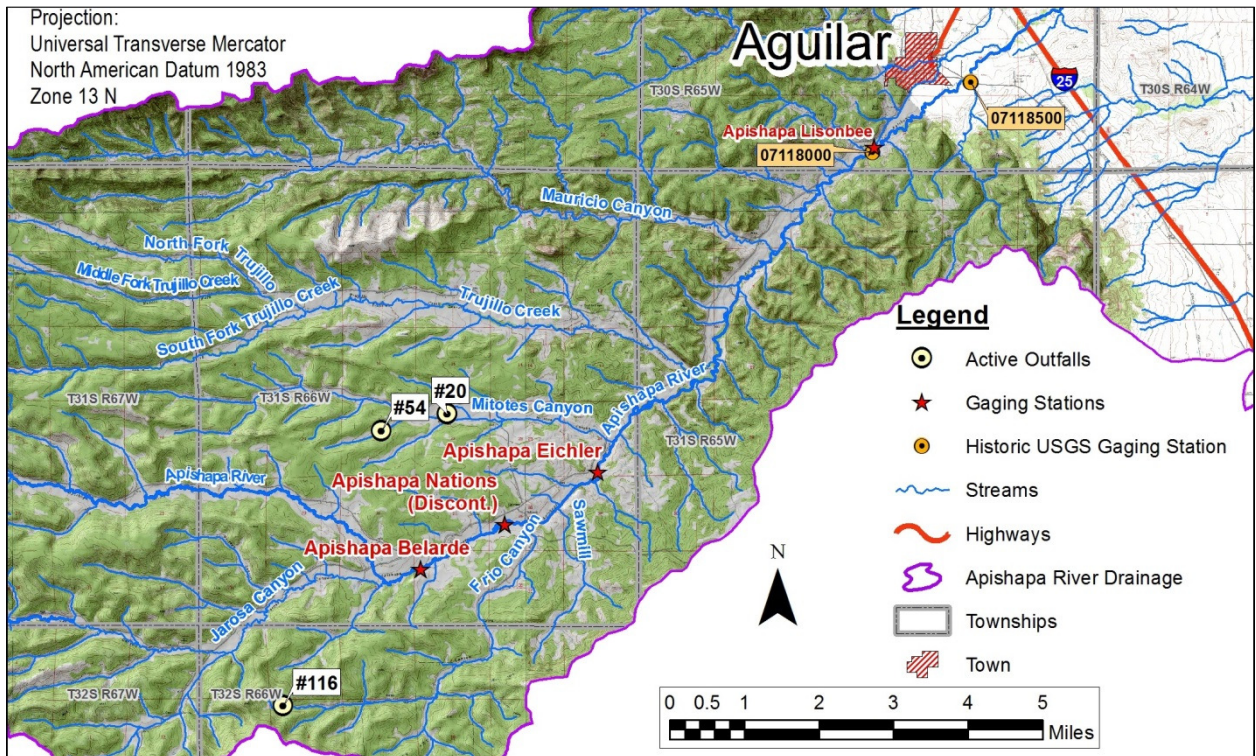 Projection:
Universal Transverse Mercator
North American Datum 1983
Zone 13 N
Aguilar
25
T30S R65W
T30S R64W
07118500
Apishapa Lisonbee
07118000
Mauricio Canyon
North Fork Trujillo
Middle Fork Trujillo Creek
Trujillo Creek
South Fork Trujillo Creek
Apishapa River
T31S R67W
T31S R66W
#54
#20
Mitotes Canyon
T31S R65W
Apishapa Eichler
Apishapa River
Apishapa Nations
(Discont.)
Sawmill
Apishapa Belarde
Frio Canyon
Jarosa Canyon
T32S R67W
T32S R66W
#116
Legend
Active Outfalls
Gaging Stations
Historic USGS Gaging Station
Streams
Highways
Apishapa River Drainage
Townships
Town
N
0 0.5 1 2 3 4 5
Miles